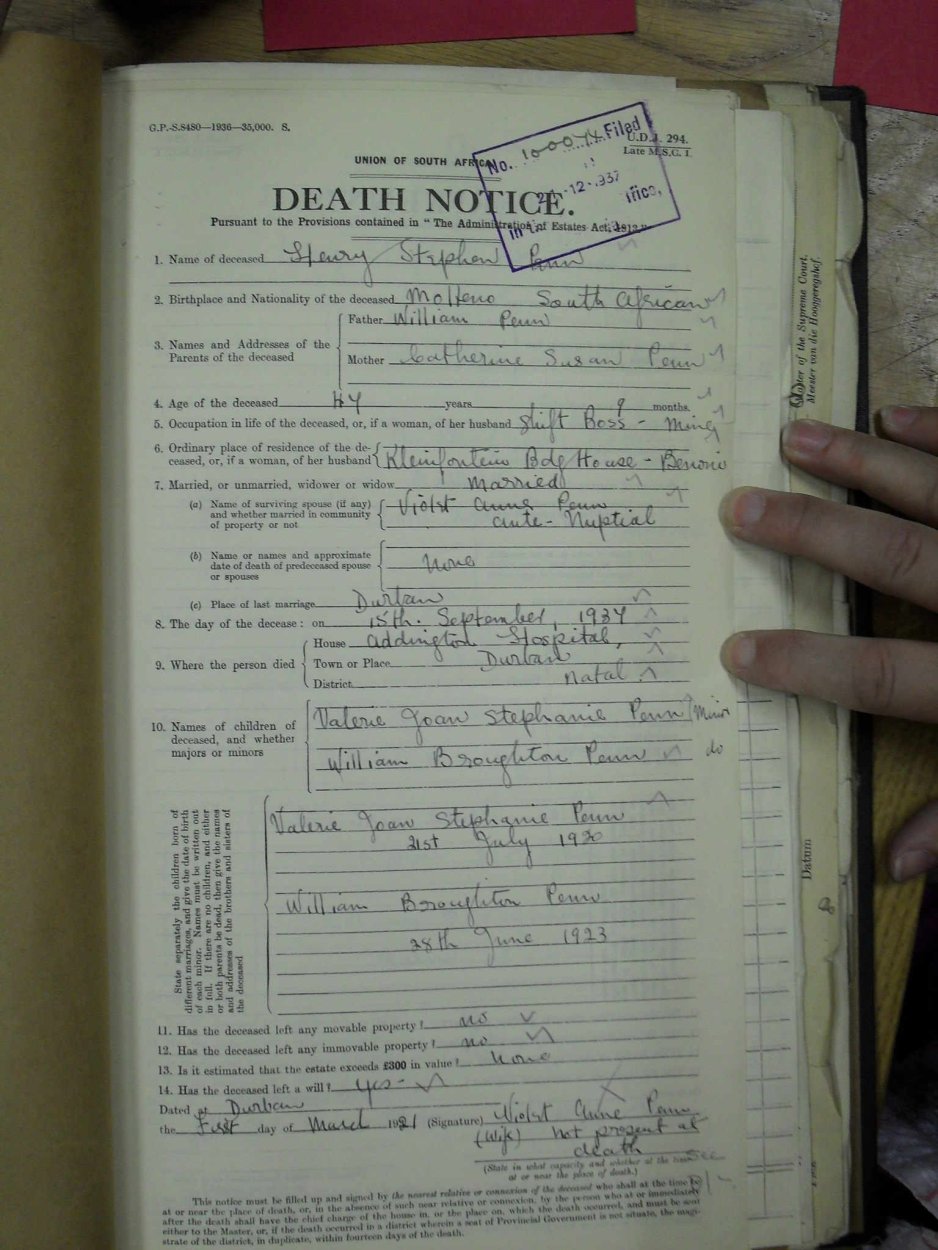 G.P.-S.8480—1936—35,000. S.
No. 10007X Filed
U.D.J. 294.
Late M.S.C. 1
UNION OF SOUTH AFRICA
-12-.937
DEATH NOTICE.
Pursuant to the Provisions contained in "The Administration of Estates Act, 1913."
1. Name of deceased Henry Stephen Penn
2. Birthplace and Nationality of the deceased Molteno South African
3. Names and Addresses of the Parents of the deceased
Father William Penn
Mother Catherine Susan Penn
4. Age of the deceased 47 years 9 months.
5. Occupation in life of the deceased, or, if a woman, of her husband Shift Boss - Mine
6. Ordinary place of residence of the de-
ceased, or, if a woman, of her husband Kleinfontein Bdg House - Benoni
7. Married, or unmarried, widower or widow Married
(a) Name of surviving spouse (if any)
and whether married in community
of property or not
Violet Anne Penn
Ante-Nuptial
(b) Name or names and approximate
date of death of predeceased spouse
or spouses
None
(c) Place of last marriage Durban
8. The day of the decease: on 15th. September, 1937
9. Where the person died
House Addington Hospital,
Town or Place Durban
District Natal
10. Names of children of
deceased, and whether
majors or minors
Valerie Joan Stephanie Penn Minor
William Broughton Penn do
State separately the children born of
different marriages, and give the date of birth
of each minor. Names must be written out
in full. If there are no children, and either
or both parents be dead, then give the names
and addresses of the brothers and sisters of
the deceased
Valerie Joan Stephanie Penn
21st July 1920
William Broughton Penn
28th June 1923
11. Has the deceased left any movable property? no
12. Has the deceased left any immovable property? no
13. Is it estimated that the estate exceeds £300 in value? none
14. Has the deceased left a will? yes-
Dated at Durban
the First day of March 19 (Signature) Violet Anne Penn
(Wife) not present at
death
(State in what capacity and whether at the time
at or near the place of death.)
This notice must be filled up and signed by the nearest relative or connexion of the deceased who shall at the time be
at or near the place of death, or, in the absence of such near relative or connexion, by the person who at or immediately
after the death shall have the chief charge of the house in, or the place on, which the death occurred, and must be sent
either to the Master, or, if the death occurred in a district wherein a seat of Provincial Government is not situate, the magi-
strate of the district, in duplicate, within fourteen days of the death.
Master of the Supreme Court.
Meester van die Hooggeregshof.
Datum